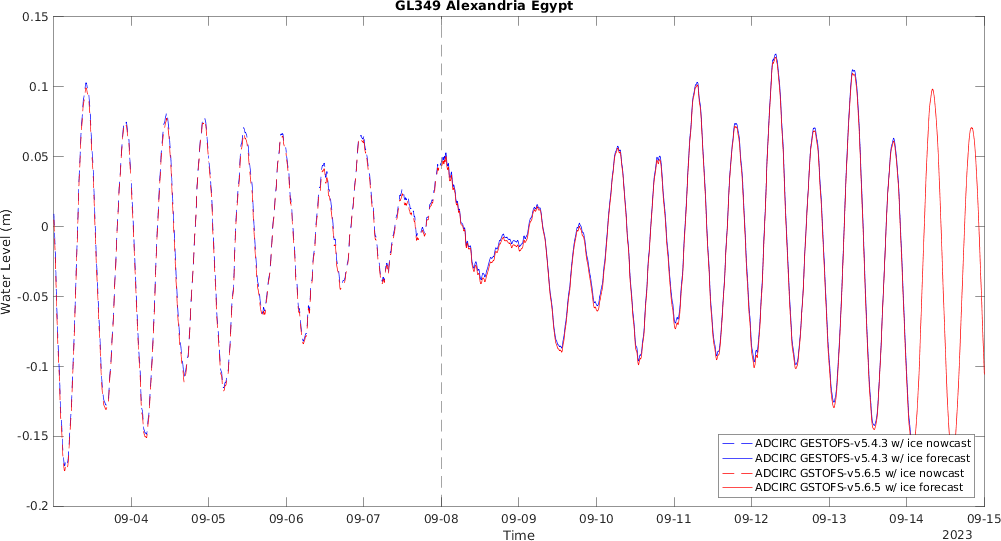 GL349 Alexandria Egypt
Water Level (m)
0.15
0.1
0.05
0
-0.05
-0.1
-0.15
-0.2
ADCIRC GESTOFS-v5.4.3 w/ ice nowcast
ADCIRC GESTOFS-v5.4.3 w/ ice forecast
ADCIRC GSTOFS-v5.6.5 w/ ice nowcast
ADCIRC GSTOFS-v5.6.5 w/ ice forecast
09-04 09-05 09-06 09-07 09-08 09-09 09-10 09-11 09-12 09-13 09-14 09-15
Time
2023